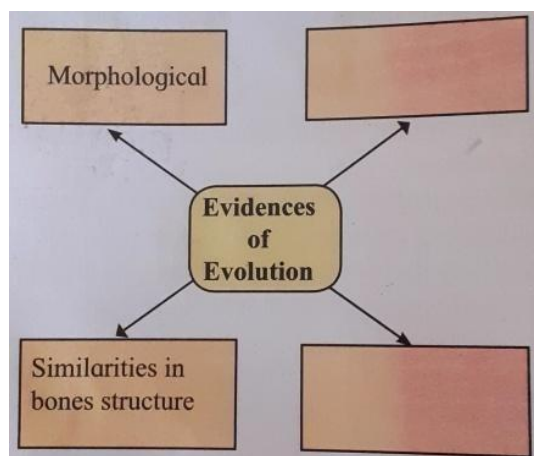 Morphological
Evidences
of
Evolution
Similarities in
bones structure